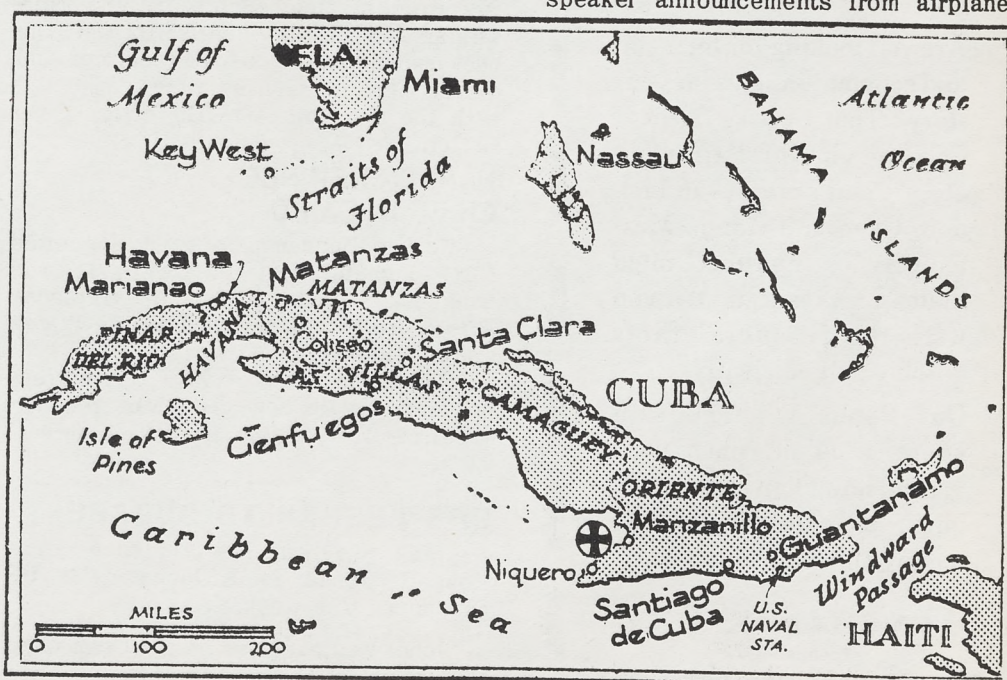 speaker announcements from airplane
Gulf of
Mexico
FLA.
Miami
Key West
Straits of
Florida
Nassau
BAHAMA
ISLANDS
Atlantic
Ocean
Havana
Marianao
Matanzas
MATANZAS
PINAR
DEL RIO
HAVANA
Coliseo
Santa Clara
LAS VILLAS
Cienfuegos
Isle of
Pines
CAMAGUEY
CUBA
ORIENTE
Manzanillo
Niquero
Guantanamo
Santiago
de Cuba
U.S.
NAVAL
STA.
Windward
Passage
HAITI
Caribbean Sea
MILES
0 100 200